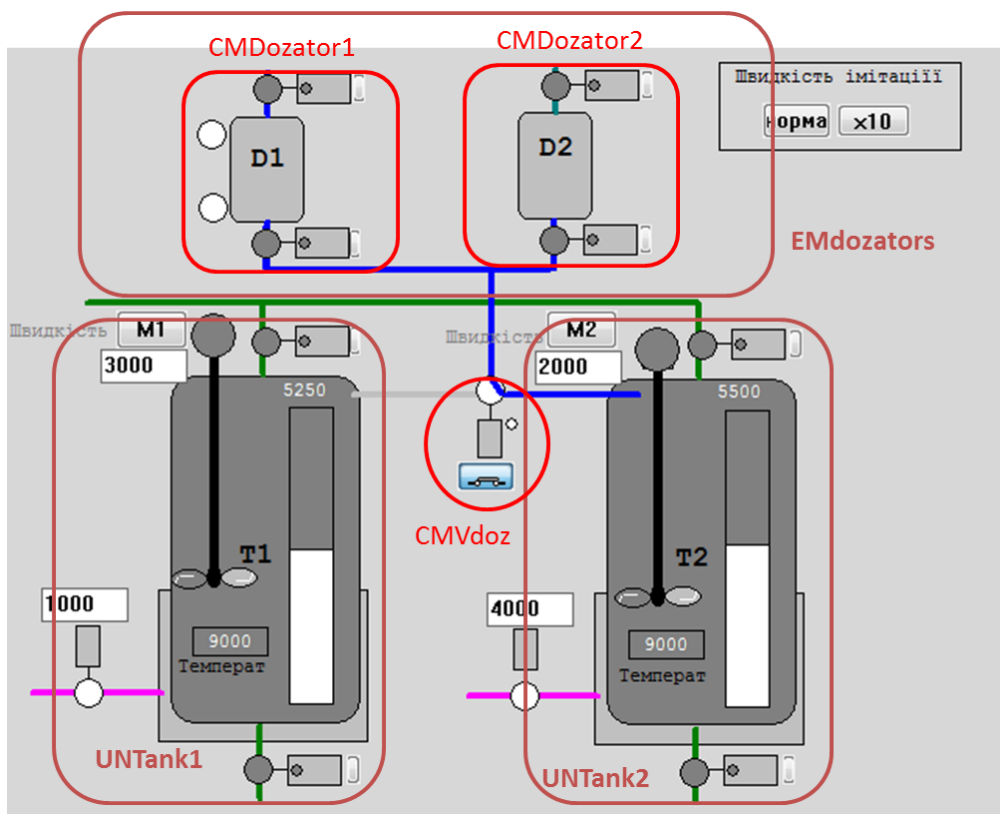 CMDozator1
CMDozator2
Швидкість імітаціїї
норма
x10
D1
D2
EMdozators
Швидкість
M1
3000
Швидкість
M2
2000
5250
5500
CMVdoz
T1
T2
1000
4000
9000
Температ
9000
Температ
UNTank1
UNTank2